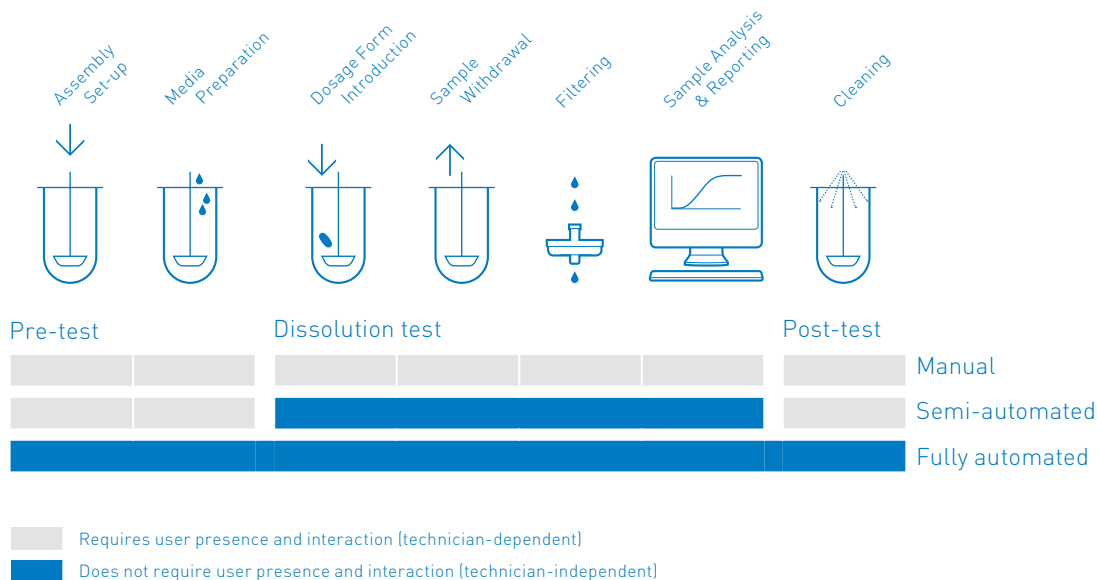 Assembly
Set-up
Media
Preparation
Dosage Form
Introduction
Sample
Withdrawal
Filtering
Sample Analysis
& Reporting
Cleaning
Pre-test
Dissolution test
Post-test
Manual
Semi-automated
Fully automated
Requires user presence and interaction (technician-dependent)
Does not require user presence and interaction (technician-independent)